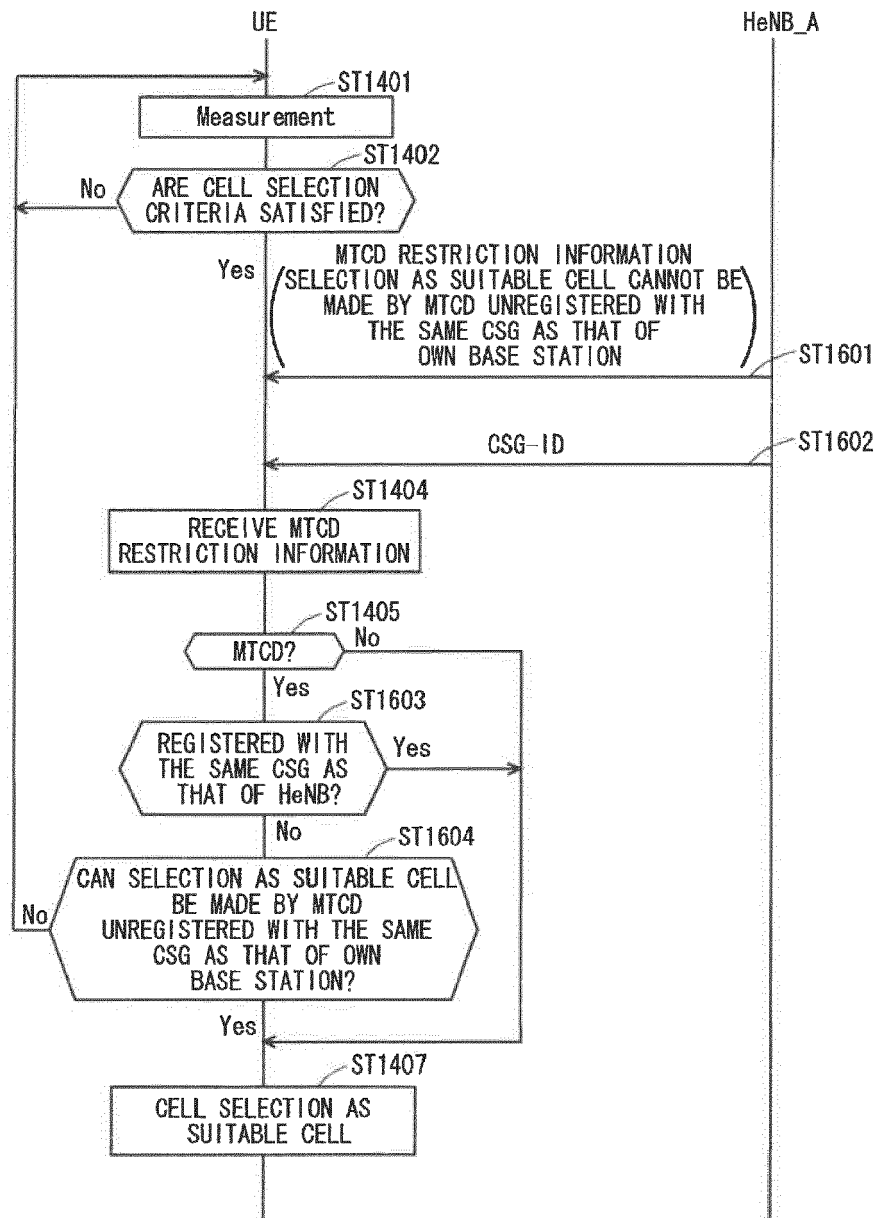 UE
HeNB_A
ST1401
Measurement
ST1402
ARE CELL SELECTION
CRITERIA SATISFIED?
No
Yes
MTCD RESTRICTION INFORMATION
SELECTION AS SUITABLE CELL CANNOT BE
MADE BY MTCD UNREGISTERED WITH
THE SAME CSG AS THAT OF
OWN BASE STATION
ST1601
CSG-ID
ST1602
ST1404
RECEIVE MTCD
RESTRICTION INFORMATION
ST1405
MTCD?
No
Yes
ST1603
REGISTERED WITH
THE SAME CSG AS
THAT OF HeNB?
Yes
No
ST1604
CAN SELECTION AS SUITABLE CELL
BE MADE BY MTCD
UNREGISTERED WITH THE SAME
CSG AS THAT OF OWN
BASE STATION?
No
Yes
ST1407
CELL SELECTION AS
SUITABLE CELL